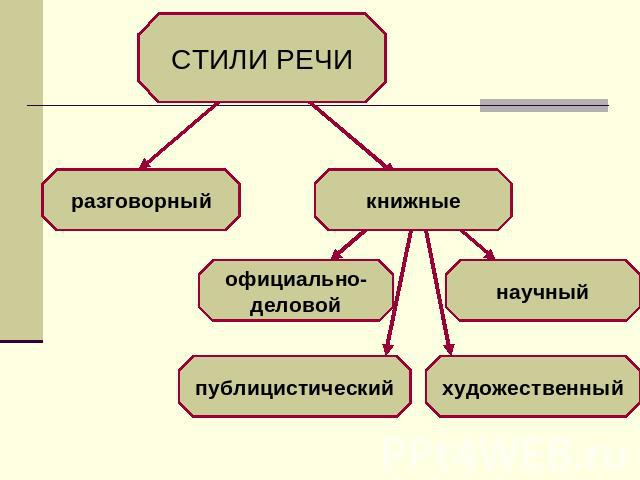 СТИЛИ РЕЧИ
разговорный
книжные
официально-
деловой
научный
публицистический
художественный
PPt4WEB.ru